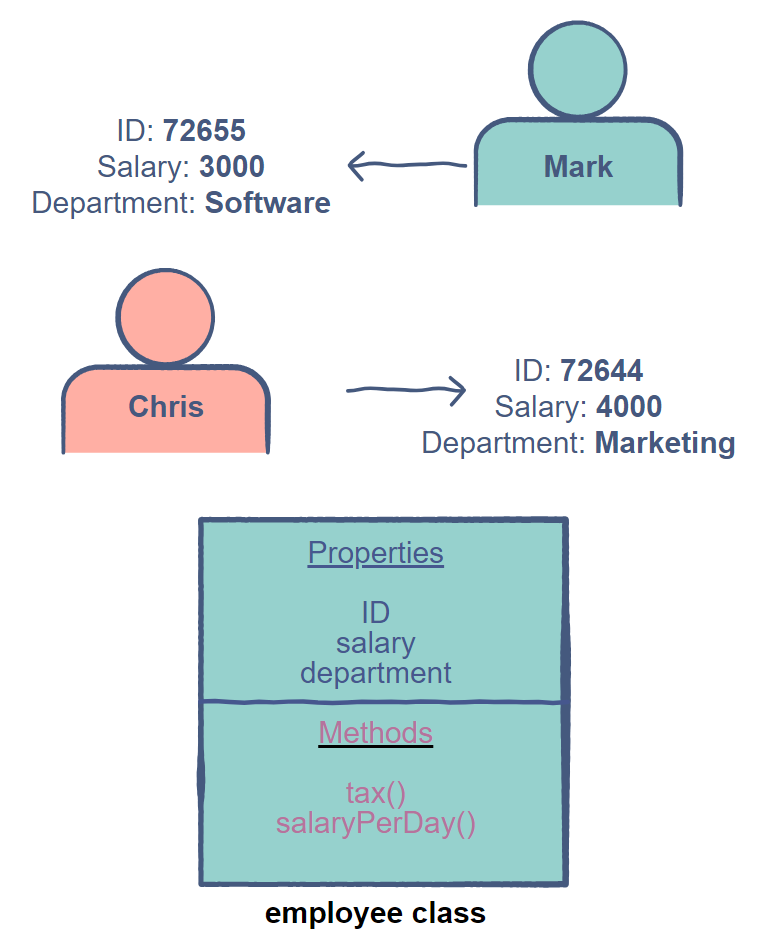 ID: 72655
Salary: 3000
Department: Software
Mark
Chris
ID: 72644
Salary: 4000
Department: Marketing
Properties
ID
salary
department
Methods
tax()
salaryPerDay()
employee class